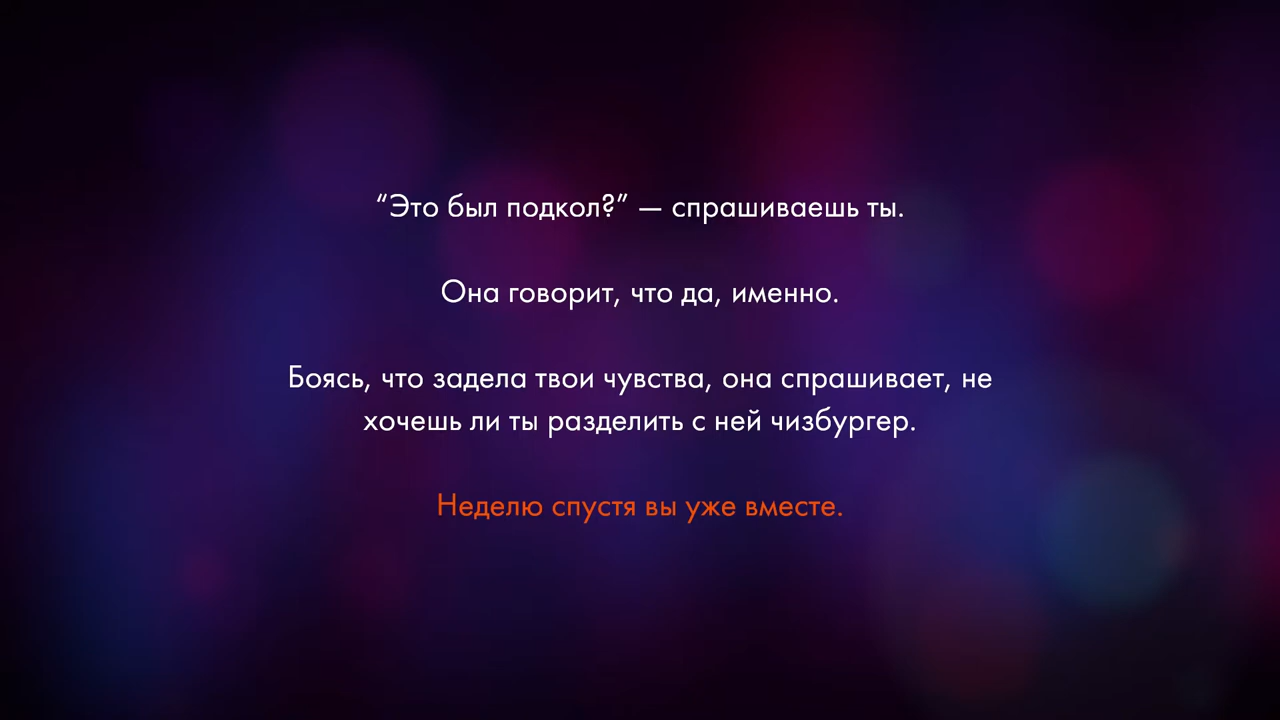 “Это был подкол?” — спрашиваешь ты.
Она говорит, что да, именно.
Боясь, что задела твои чувства, она спрашивает, не
хочешь ли ты разделить с ней чизбургер.
Неделю спустя вы уже вместе.